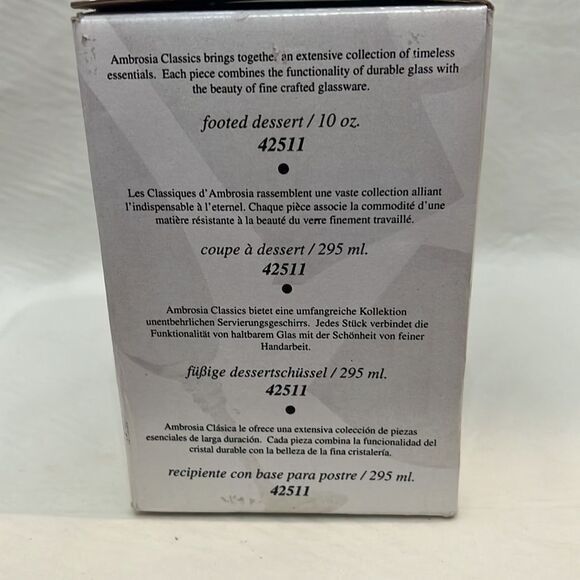 Ambrosia Classics brings together an extensive collection of timeless
essentials. Each piece combines the functionality of durable glass with
the beauty of fine crafted glassware.
footed dessert / 10 oz.
42511
Les Classiques d'Ambrosia rassemblent une vaste collection alliant
l'indispensable à l'eternel. Chaque pièce associe la commodité d'une
matière résistante à la beauté du verre finement travaillé.
coupe à dessert / 295 ml.
42511
Ambrosia Classics bietet eine umfangreiche Kollektion
unentbehrlichen Servierungsgeschirrs. Jedes Stück verbindet die
Funktionalität von haltbarem Glas mit der Schönheit von feiner
Handarbeit.
füßige dessertschüssel / 295 ml.
42511
Ambrosia Clásica le ofrece una extensiva colección de piezas
esenciales de larga duración. Cada pieza combina la funcionalidad del
cristal durable con la belleza de la fina cristalería.
recipiente con base para postre / 295 ml.
42511